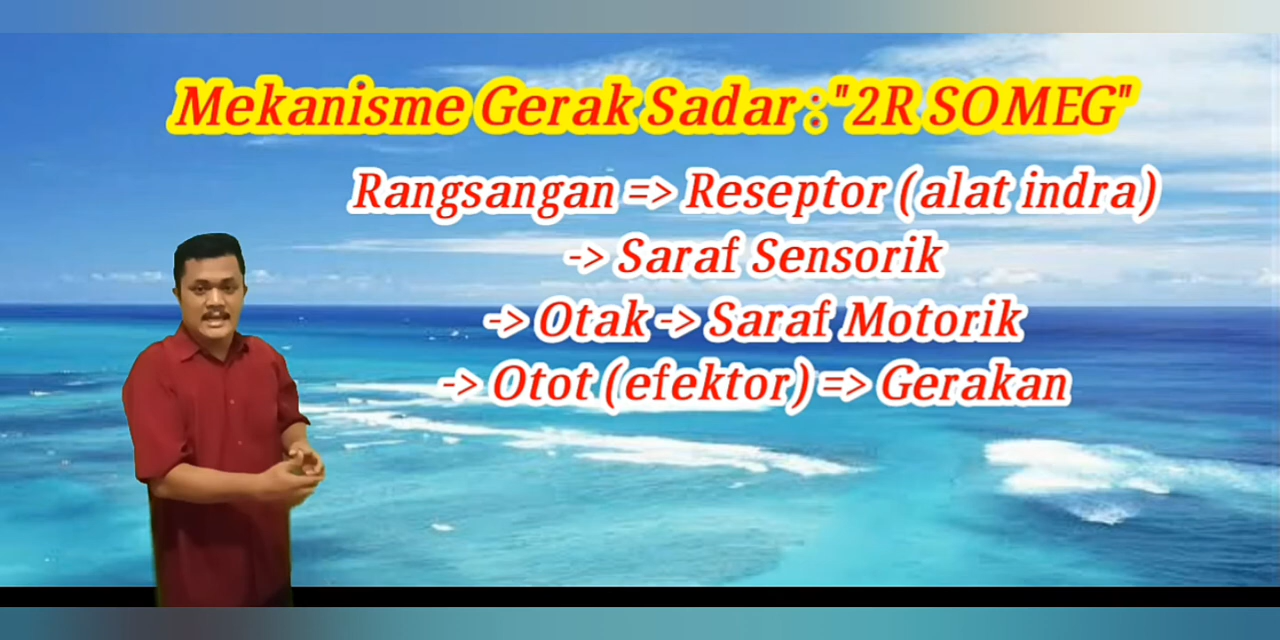 Mekanisme Gerak Sadar : "2R SOMEG"
Rangsangan => Reseptor (alat indra)
-> Saraf Sensorik
-> Otak -> Saraf Motorik
-> Otot (efektor) => Gerakan